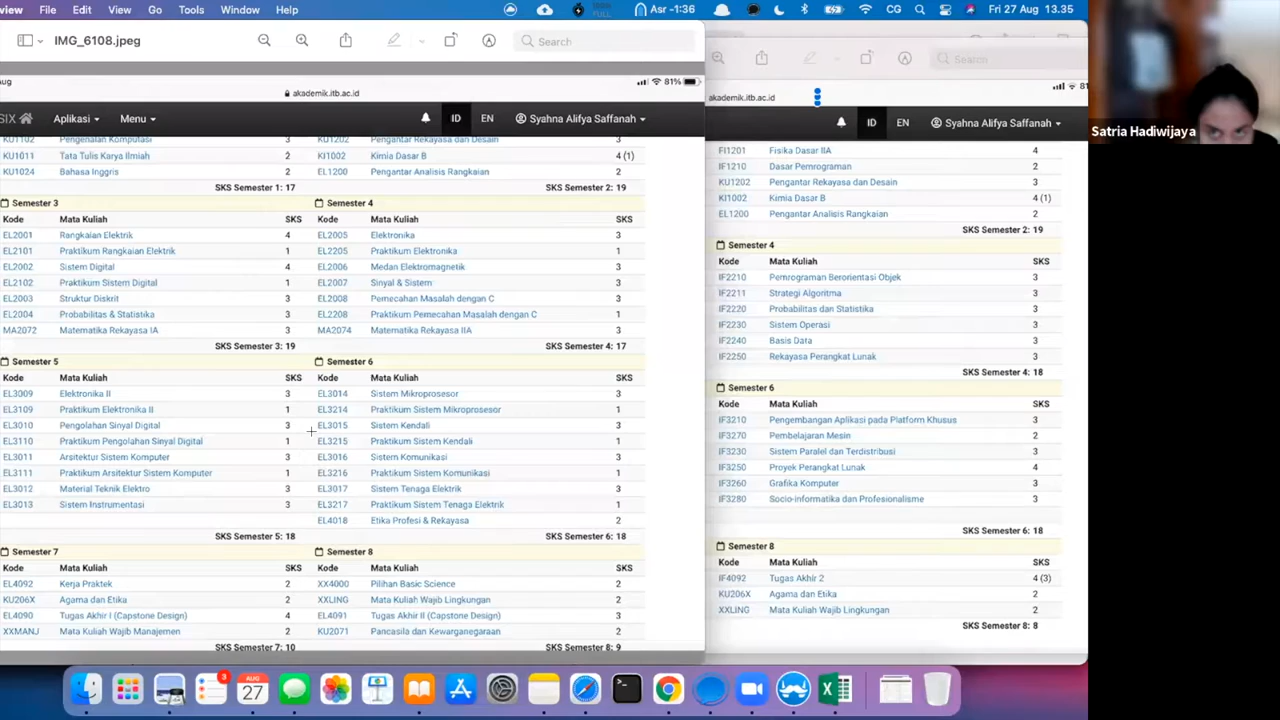 view Go Tools Window Help Asr -1:36 CG Fri 27 Aug 13.35
IMG_6108.jpeg Search
Aug 81%
akademik.itb.ac.id
SIX Aplikasi Menu ID EN Syahna Alifya Saffanah
KU1102 Pengenalan Komputasi 3 KU1202 Pengantar Rekayasa dan Desain 3
KU1011 Tata Tulis Karya Ilmiah 2 KI1002 Kimia Dasar B 4 (1)
KU1024 Bahasa Inggris 2 EL1200 Pengantar Analisis Rangkaian 2
SKS Semester 1: 17 SKS Semester 2: 19
Semester 3 Semester 4
Kode Mata Kuliah SKS Kode Mata Kuliah SKS
EL2001 Rangkaian Elektrik 4 EL2005 Elektronika 3
EL2101 Praktikum Rangkaian Elektrik 1 EL2205 Praktikum Elektronika 1
EL2002 Sistem Digital 4 EL2006 Medan Elektromagnetik 3
EL2102 Praktikum Sistem Digital 1 EL2007 Sinyal & Sistem 3
EL2003 Struktur Diskrit 3 EL2008 Pemecahan Masalah dengan C 3
EL2004 Probabilitas & Statistika 3 EL2208 Praktikum Pemecahan Masalah dengan C 1
MA2072 Matematika Rekayasa IA 3 MA2074 Matematika Rekayasa IIA 3
SKS Semester 3: 19 SKS Semester 4: 17
Semester 5 Semester 6
Kode Mata Kuliah SKS Kode Mata Kuliah SKS
EL3009 Elektronika II 3 EL3014 Sistem Mikroprosesor 3
EL3109 Praktikum Elektronika II 1 EL3214 Praktikum Sistem Mikroprosesor 1
EL3010 Pengolahan Sinyal Digital 3 EL3015 Sistem Kendali 3
EL3110 Praktikum Pengolahan Sinyal Digital 1 EL3215 Praktikum Sistem Kendali 1
EL3011 Arsitektur Sistem Komputer 3 EL3016 Sistem Komunikasi 3
EL3111 Praktikum Arsitektur Sistem Komputer 1 EL3216 Praktikum Sistem Komunikasi 1
EL3012 Material Teknik Elektro 3 EL3017 Sistem Tenaga Elektrik 3
EL3013 Sistem Instrumentasi 3 EL3217 Praktikum Sistem Tenaga Elektrik 1
EL4018 Etika Profesi & Rekayasa 2
SKS Semester 5: 18 SKS Semester 6: 18
Semester 7 Semester 8
Kode Mata Kuliah SKS Kode Mata Kuliah SKS
EL4092 Kerja Praktek 2 XX4000 Pilihan Basic Science 2
KU206X Agama dan Etika 2 XXLING Mata Kuliah Wajib Lingkungan 2
EL4090 Tugas Akhir I (Capstone Design) 4 EL4091 Tugas Akhir II (Capstone Design) 3
XXMANJ Mata Kuliah Wajib Manajemen 2 KU2071 Pancasila dan Kewarganegaraan 2
SKS Semester 7: 10 SKS Semester 8: 9
Search
akademik.itb.ac.id
ID EN Syahna Alifya Saffanah
FI1201 Fisika Dasar IIA 4
IF1210 Dasar Pemrograman 2
KU1202 Pengantar Rekayasa dan Desain 3
KI1002 Kimia Dasar B 4 (1)
EL1200 Pengantar Analisis Rangkaian 2
SKS Semester 2: 19
Semester 4
Kode Mata Kuliah SKS
IF2210 Pemrograman Berorientasi Objek 3
IF2211 Strategi Algoritma 3
IF2220 Probabilitas dan Statistika 3
IF2230 Sistem Operasi 3
IF2240 Basis Data 3
IF2250 Rekayasa Perangkat Lunak 3
SKS Semester 4: 18
Semester 6
Kode Mata Kuliah SKS
IF3210 Pengembangan Aplikasi pada Platform Khusus 3
IF3270 Pembelajaran Mesin 2
IF3230 Sistem Paralel dan Terdistribusi 3
IF3250 Proyek Perangkat Lunak 4
IF3260 Grafika Komputer 3
IF3280 Socio-informatika dan Profesionalisme 3
SKS Semester 6: 18
Semester 8
Kode Mata Kuliah SKS
IF4092 Tugas Akhir 2 4 (3)
KU206X Agama dan Etika 2
XXLING Mata Kuliah Wajib Lingkungan 2
SKS Semester 8: 8
Satria Hadiwijaya
3
AUG
27